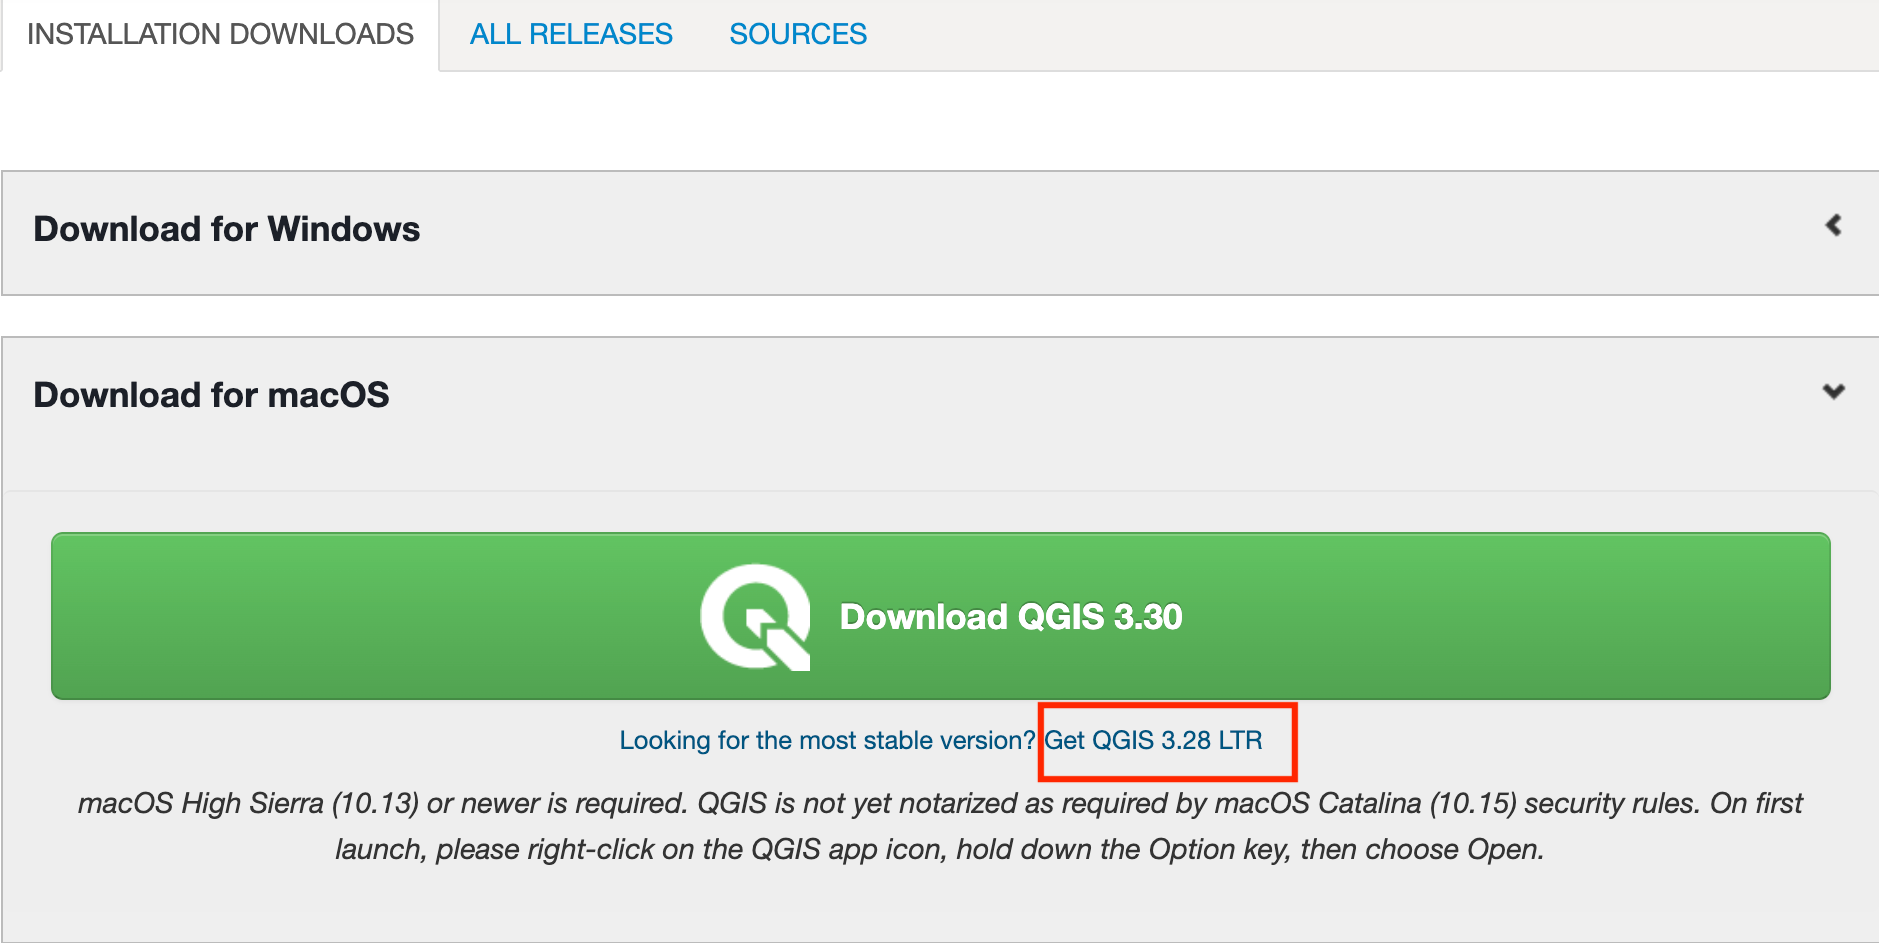 INSTALLATION DOWNLOADS ALL RELEASES SOURCES
Download for Windows
Download for macOS
Download QGIS 3.30
Looking for the most stable version? Get QGIS 3.28 LTR
macOS High Sierra (10.13) or newer is required. QGIS is not yet notarized as required by macOS Catalina (10.15) security rules. On first
launch, please right-click on the QGIS app icon, hold down the Option key, then choose Open.